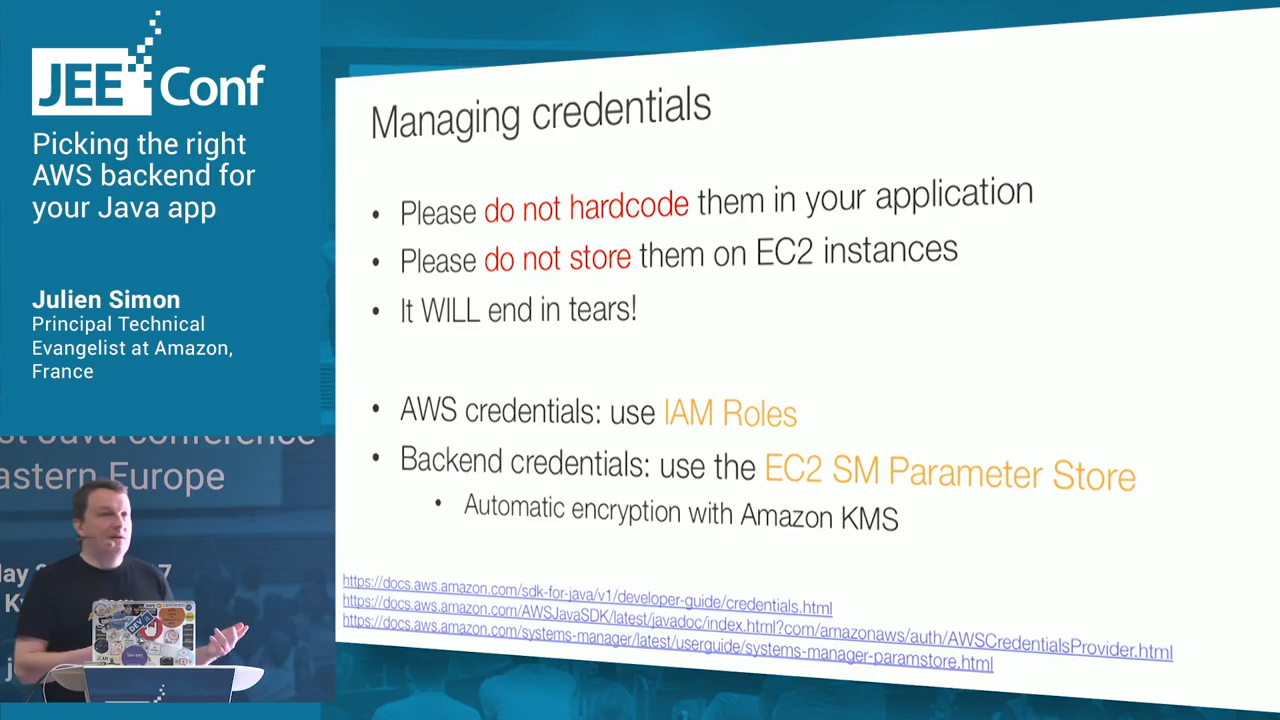 JEE Conf
Picking the right
AWS backend for
your Java app
Julien Simon
Principal Technical
Evangelist at Amazon,
France
Managing credentials
• Please do not hardcode them in your application
• Please do not store them on EC2 instances
• It WILL end in tears!
• AWS credentials: use IAM Roles
• Backend credentials: use the EC2 SM Parameter Store
• Automatic encryption with Amazon KMS
https://docs.aws.amazon.com/sdk-for-java/v1/developer-guide/credentials.html
https://docs.aws.amazon.com/AWSJavaSDK/latest/javadoc/index.html?com/amazonaws/auth/AWSCredentialsProvider.html
https://docs.aws.amazon.com/systems-manager/latest/userguide/systems-manager-paramstore.html
st Java conference
astern Europe